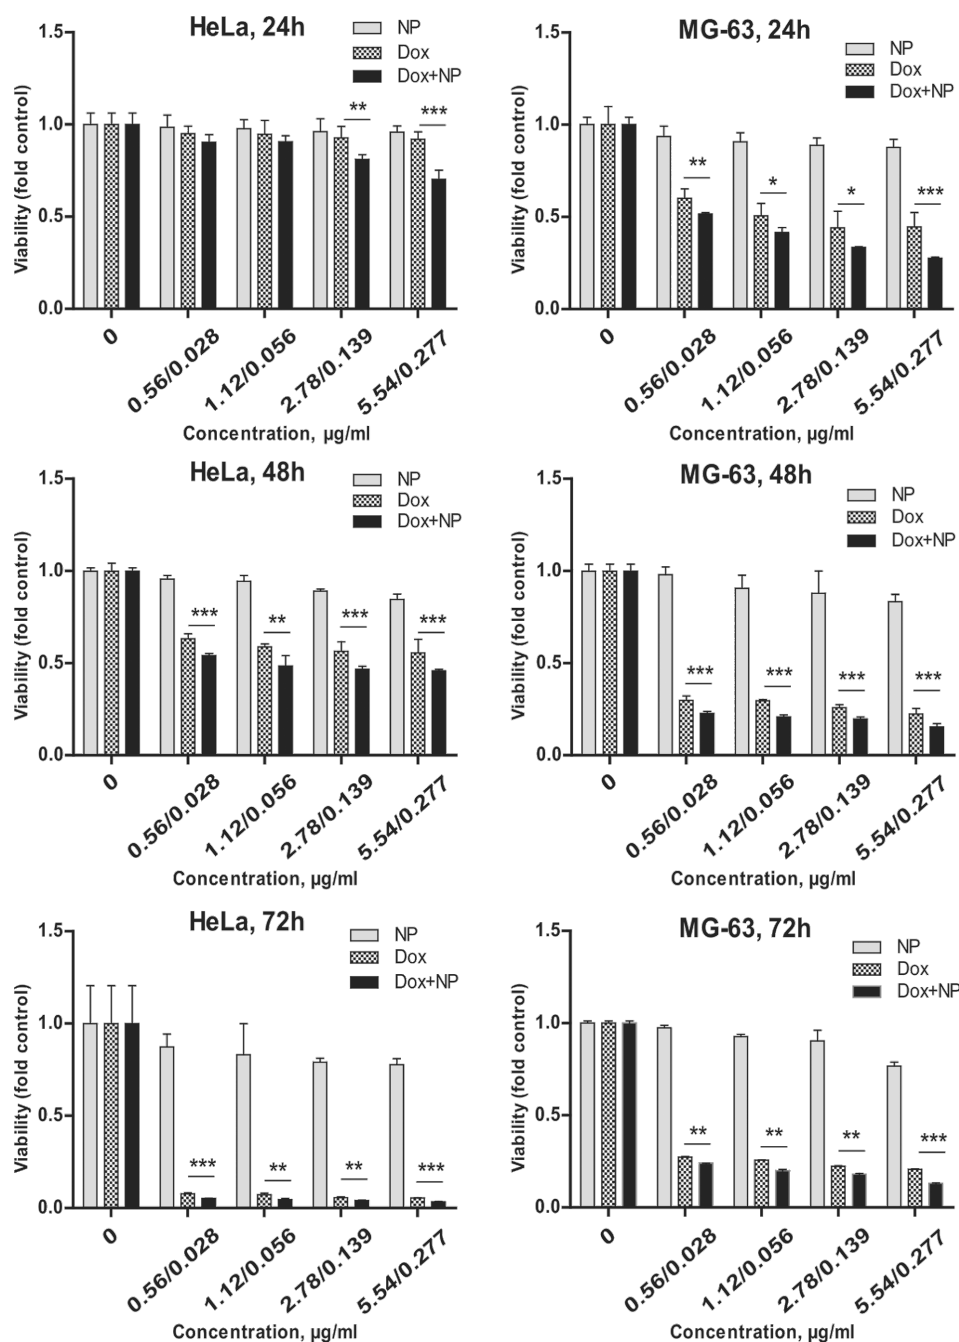 HeLa, 24h
NP
Dox
Dox+NP
Viability (fold control)
1.5
1.0
0.5
0.0
**
***
0
0.56/0.028
1.12/0.056
2.78/0.139
5.54/0.277
Concentration, µg/ml
MG-63, 24h
NP
Dox
Dox+NP
Viability (fold control)
1.5
1.0
0.5
0.0
**
*
*
***
0
0.56/0.028
1.12/0.056
2.78/0.139
5.54/0.277
Concentration, µg/ml
HeLa, 48h
NP
Dox
Dox+NP
Viability (fold control)
1.5
1.0
0.5
0.0
***
**
***
***
0
0.56/0.028
1.12/0.056
2.78/0.139
5.54/0.277
Concentration, µg/ml
MG-63, 48h
NP
Dox
Dox+NP
Viability (fold control)
1.5
1.0
0.5
0.0
***
***
***
***
0
0.56/0.028
1.12/0.056
2.78/0.139
5.54/0.277
Concentration, µg/ml
HeLa, 72h
NP
Dox
Dox+NP
Viability (fold control)
1.5
1.0
0.5
0.0
***
**
**
***
0
0.56/0.028
1.12/0.056
2.78/0.139
5.54/0.277
Concentration, µg/ml
MG-63, 72h
NP
Dox
Dox+NP
Viability (fold control)
1.5
1.0
0.5
0.0
**
**
**
***
0
0.56/0.028
1.12/0.056
2.78/0.139
5.54/0.277
Concentration, µg/ml